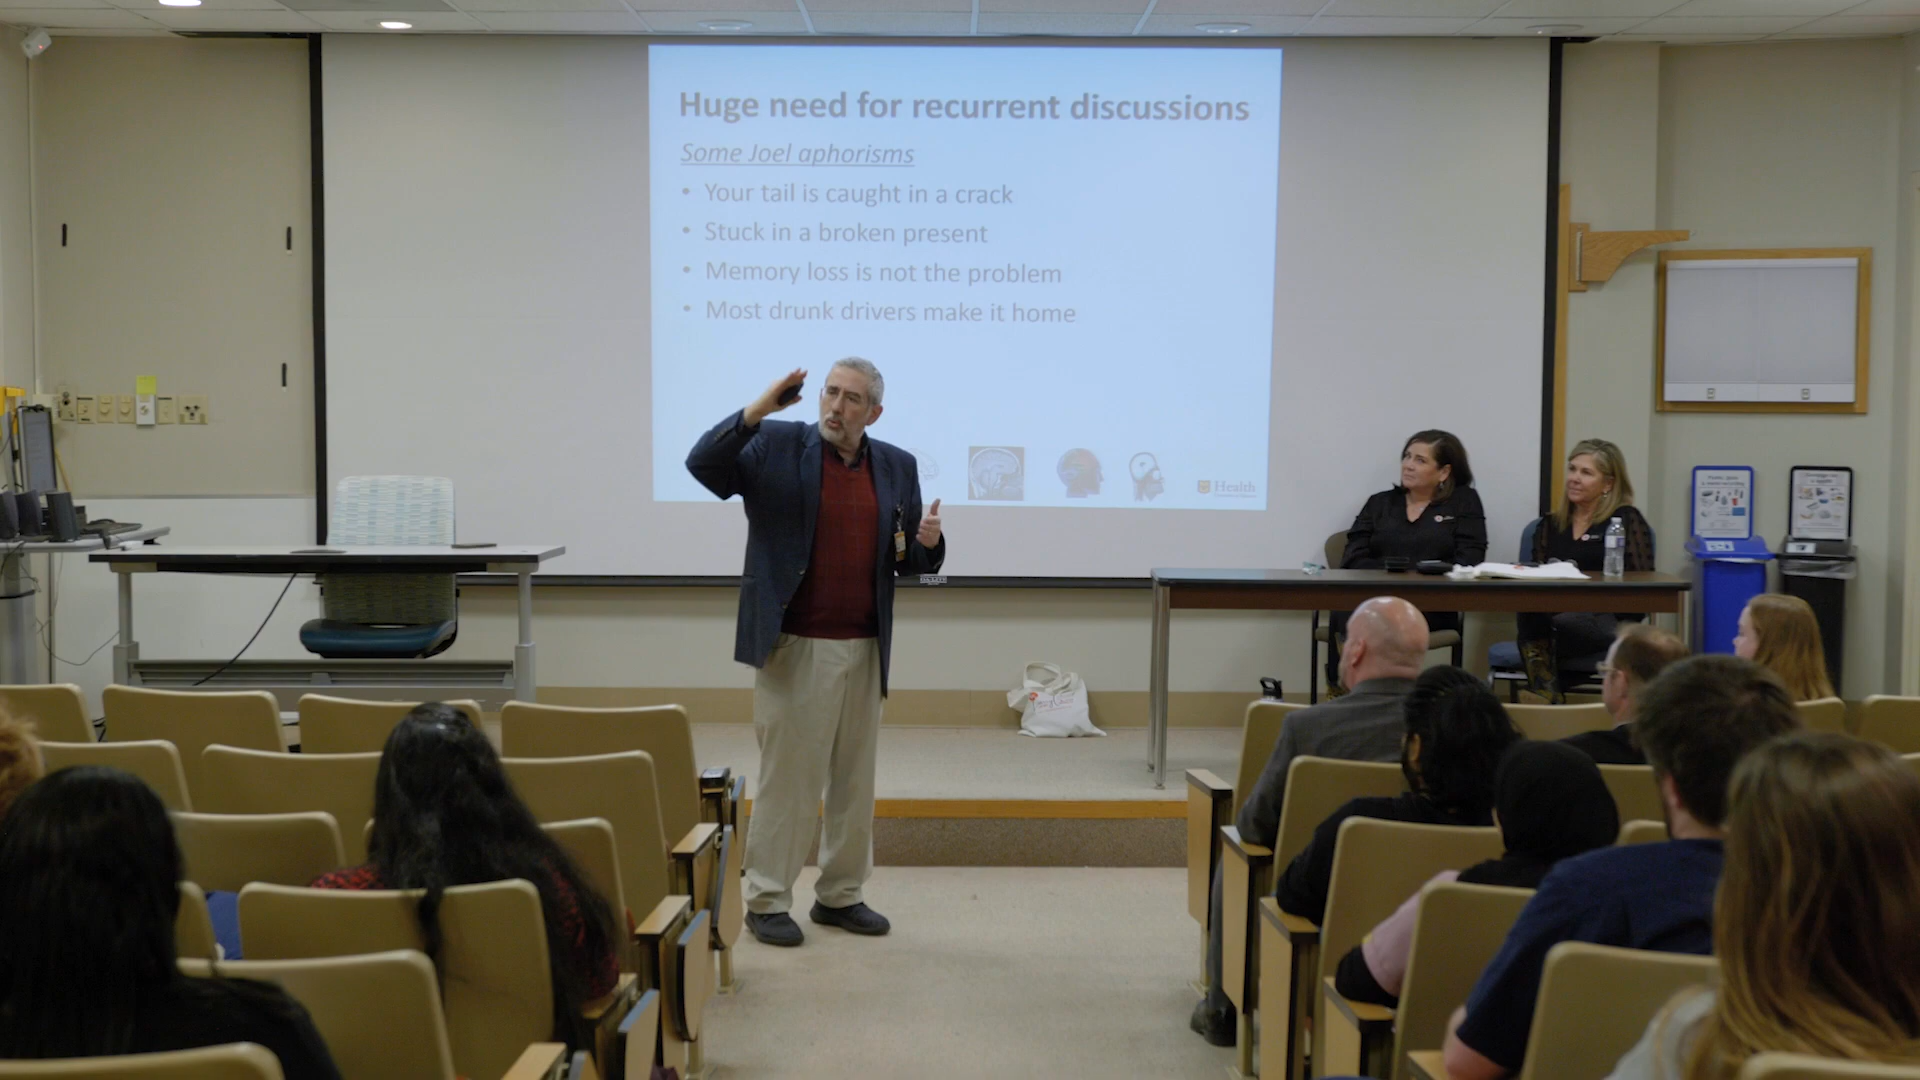 Huge need for recurrent discussions
Some Joel aphorisms
• Your tail is caught in a crack
• Stuck in a broken present
• Memory loss is not the problem
• Most drunk drivers make it home
Health